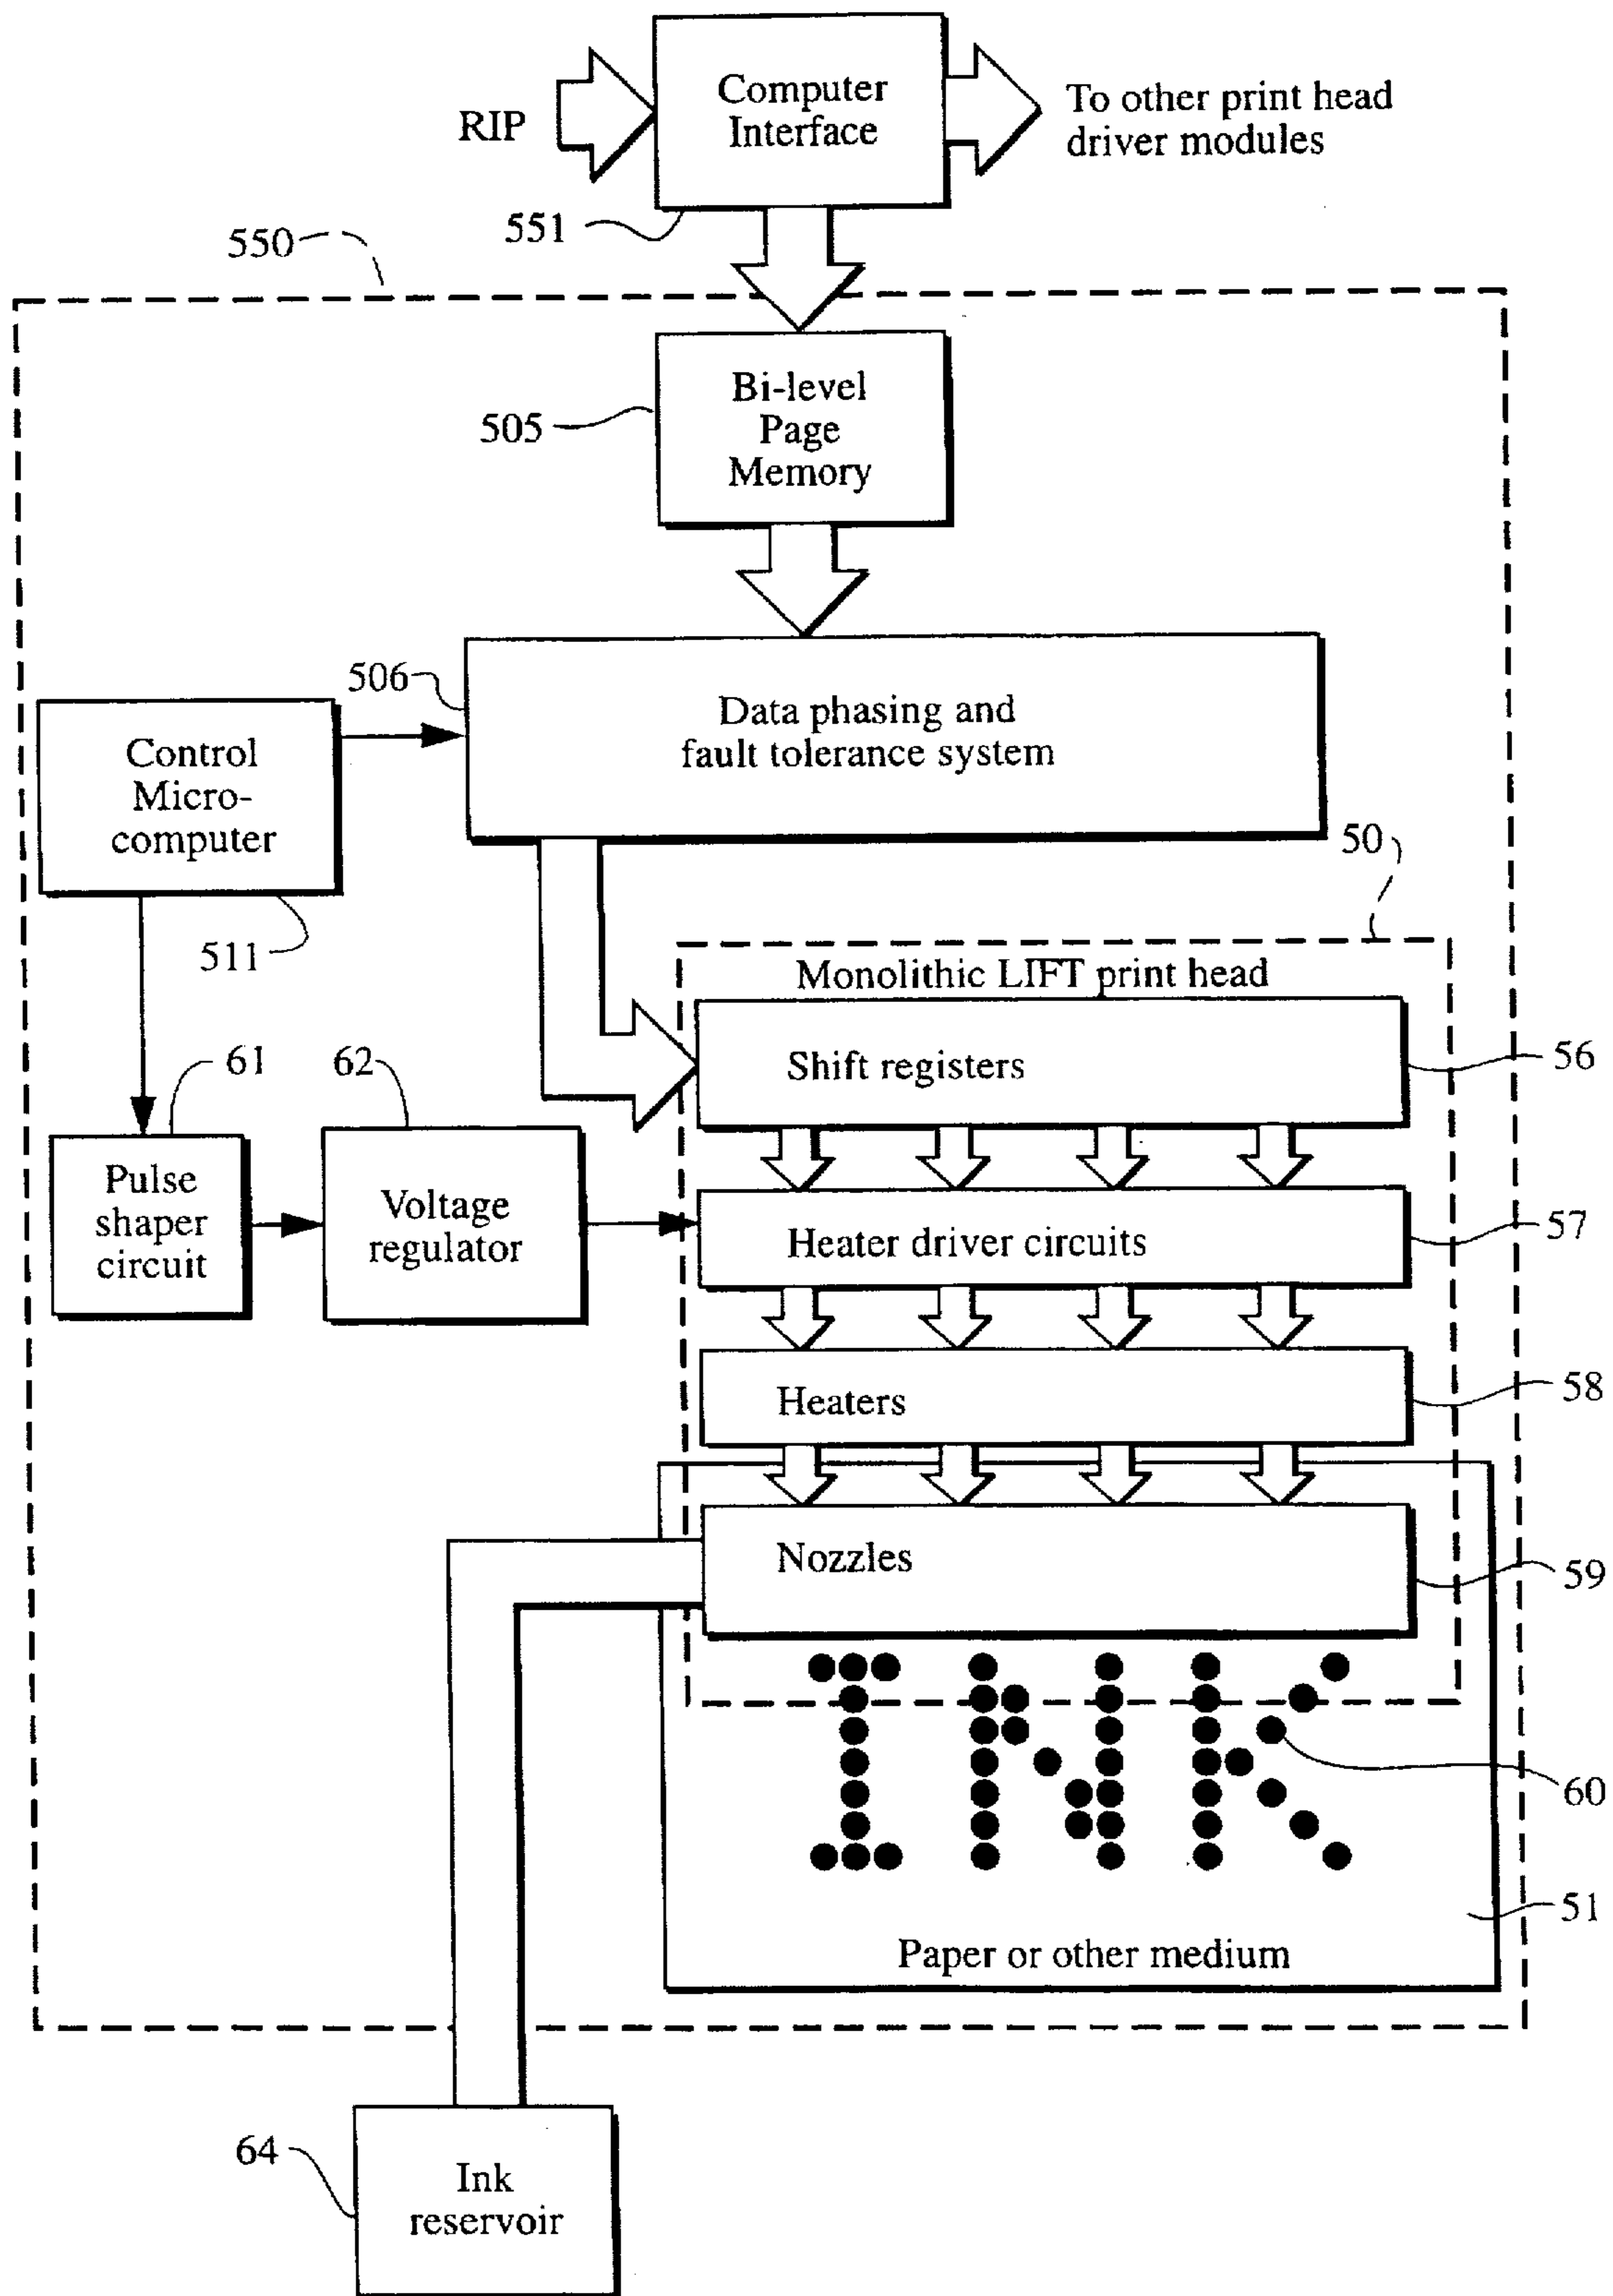 Computer
Interface
RIP
To other print head
driver modules
551
550
Bi-level
Page
Memory
505
506
Data phasing and
fault tolerance system
Control
Micro-
computer
511
50
Monolithic LIFT print head
Shift registers
56
61
62
Pulse
shaper
circuit
Voltage
regulator
Heater driver circuits
57
Heaters
58
Nozzles
59
INK
60
51
Paper or other medium
64
Ink
reservoir